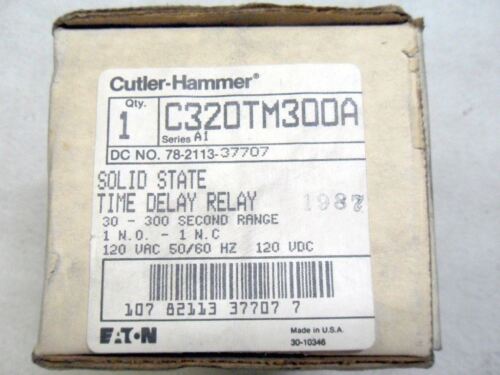 Cutler-Hammer®
Qty.
1
C320TM300A
Series A1
DC NO. 78-2113-37707
SOLID STATE
TIME DELAY RELAY
1987
30 - 300 SECOND RANGE
1 N.O. - 1 N.C
120 VAC 50/60 HZ 120 VDC
107 82113 37707 7
EATON
Made in U.S.A.
30-10346